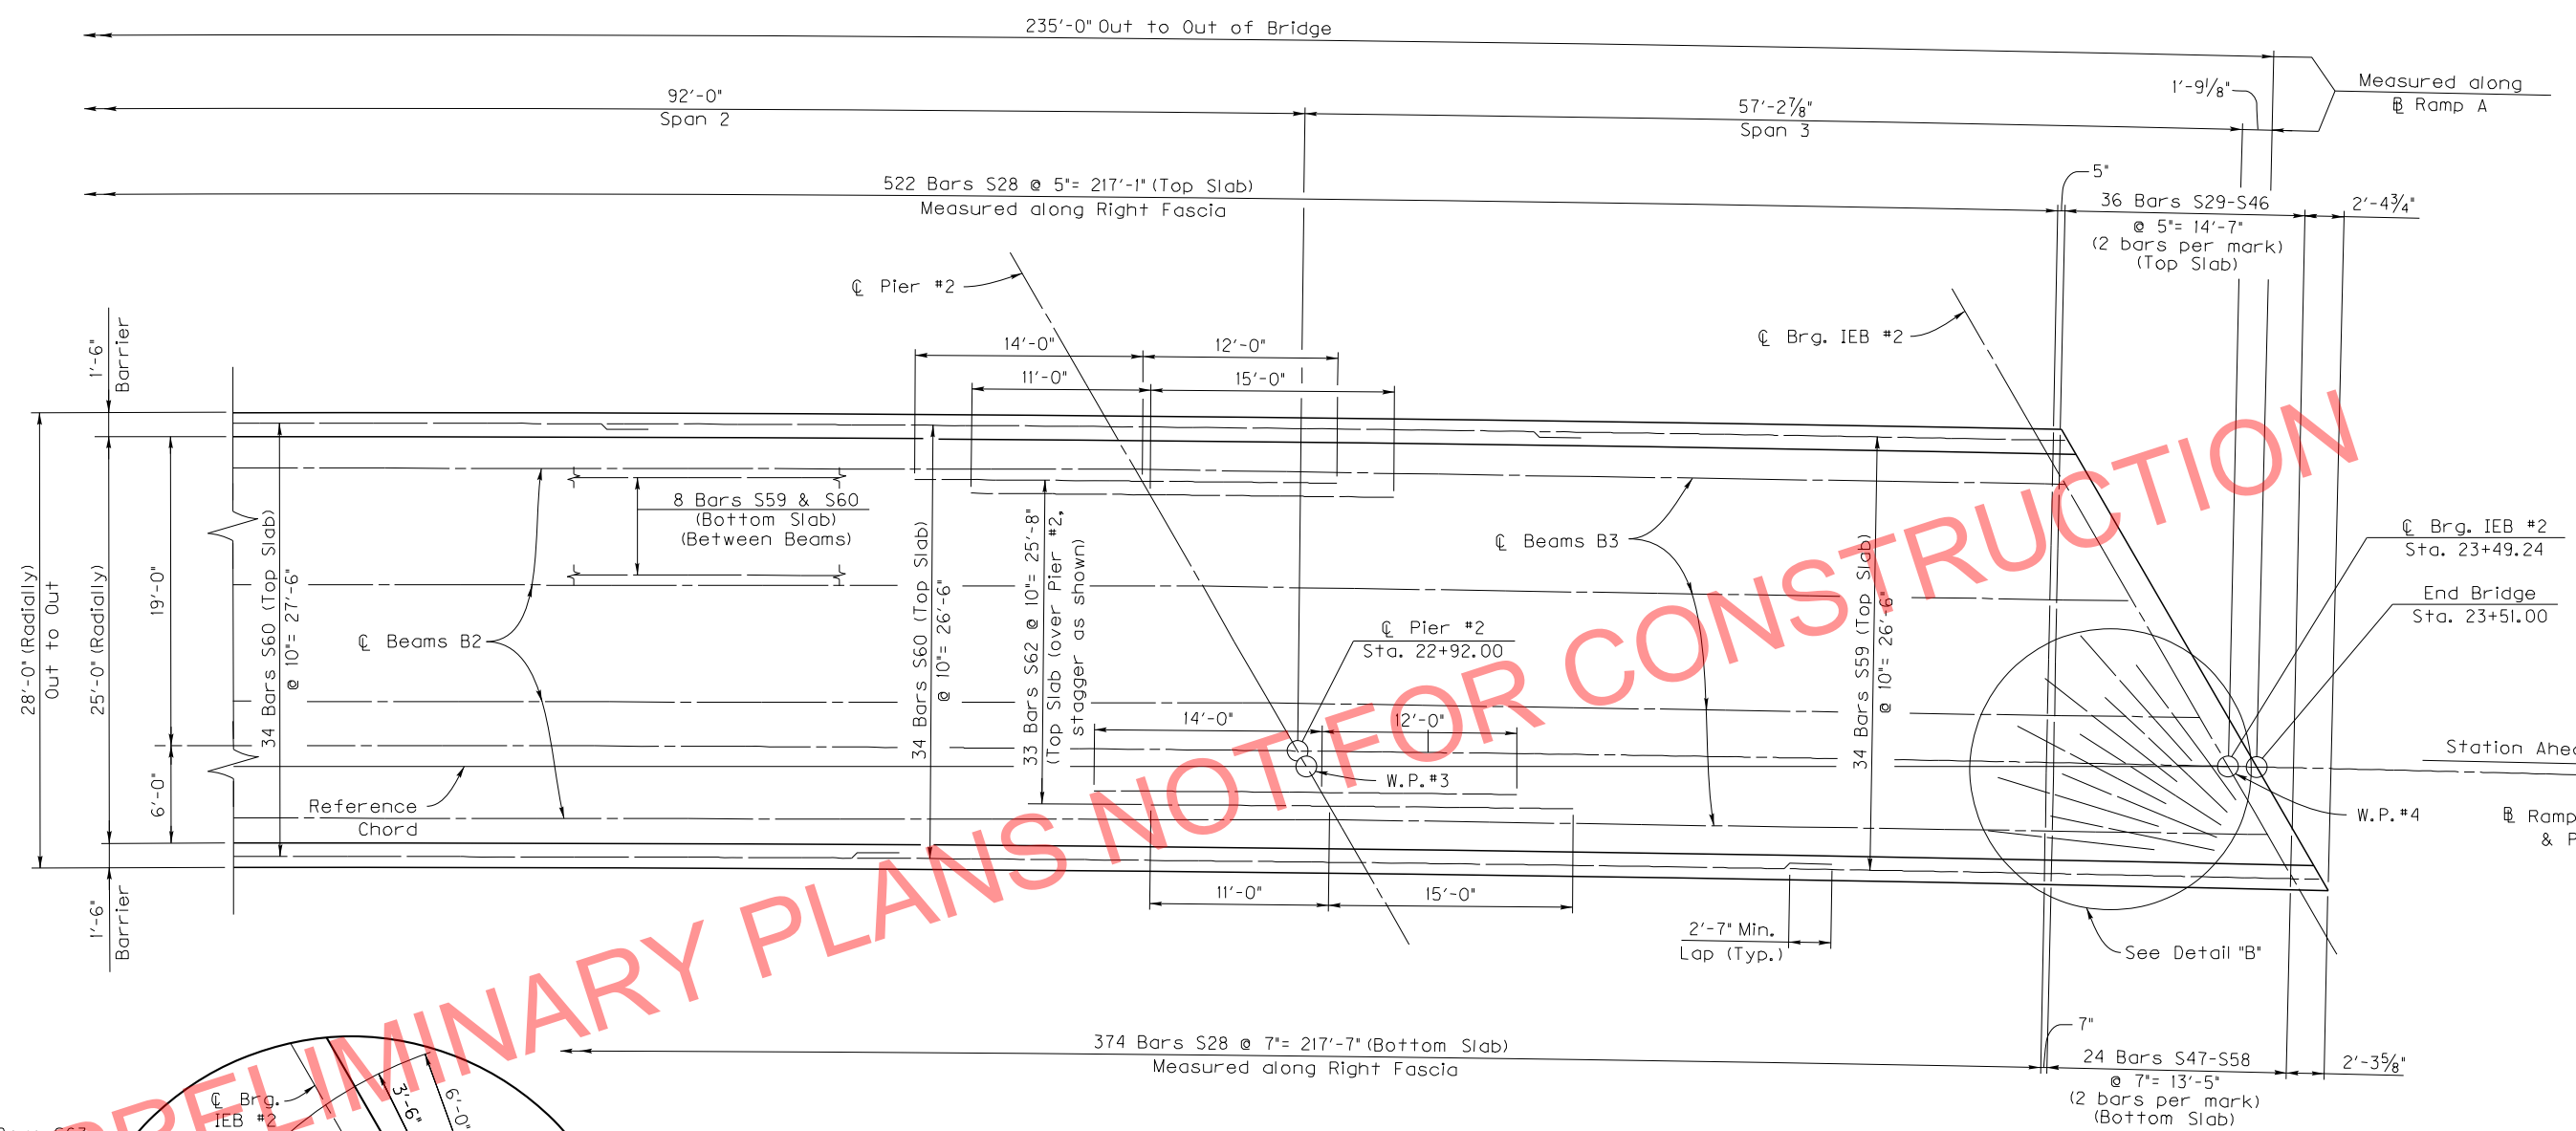 235'-0" Out to Out of Bridge
92'-0"
Span 2
57'-2⅞"
Span 3
1'-9⅛"
Measured along
℄ Ramp A
522 Bars S28 @ 5"= 217'-1" (Top Slab)
Measured along Right Fascia
5"
36 Bars S29-S46
@ 5"= 14'-7"
(2 bars per mark)
(Top Slab)
2'-4¾"
℄ Pier #2
℄ Brg. IEB #2
1'-6"
Barrier
14'-0"
12'-0"
11'-0"
15'-0"
28'-0" (Radially)
Out to Out
25'-0" (Radially)
19'-0"
6'-0"
34 Bars S60 (Top Slab)
@ 10"= 27'-6"
8 Bars S59 & S60
(Bottom Slab)
(Between Beams)
34 Bars S60 (Top Slab)
@ 10"= 26'-6"
33 Bars S62 @ 10"= 25'-8"
(Top Slab (over Pier #2,
stagger as shown)
℄ Beams B2
℄ Beams B3
34 Bars S59 (Top Slab)
@ 10"= 26'-6"
℄ Pier #2
Sta. 22+92.00
℄ Brg. IEB #2
Sta. 23+49.24
End Bridge
Sta. 23+51.00
14'-0"
12'-0"
W.P.#3
Reference
Chord
Station
W.P.#4
℄ Ramp
&
1'-6"
Barrier
11'-0"
15'-0"
2'-7" Min.
Lap (Typ.)
See Detail "B"
374 Bars S28 @ 7"= 217'-7" (Bottom Slab)
Measured along Right Fascia
7"
24 Bars S47-S58
@ 7"= 13'-5"
(2 bars per mark)
(Bottom Slab)
2'-3⅝"
℄ Brg.
IEB #2
3'-6"
6'-0"
PRELIMINARY PLANS NOT FOR CONSTRUCTION